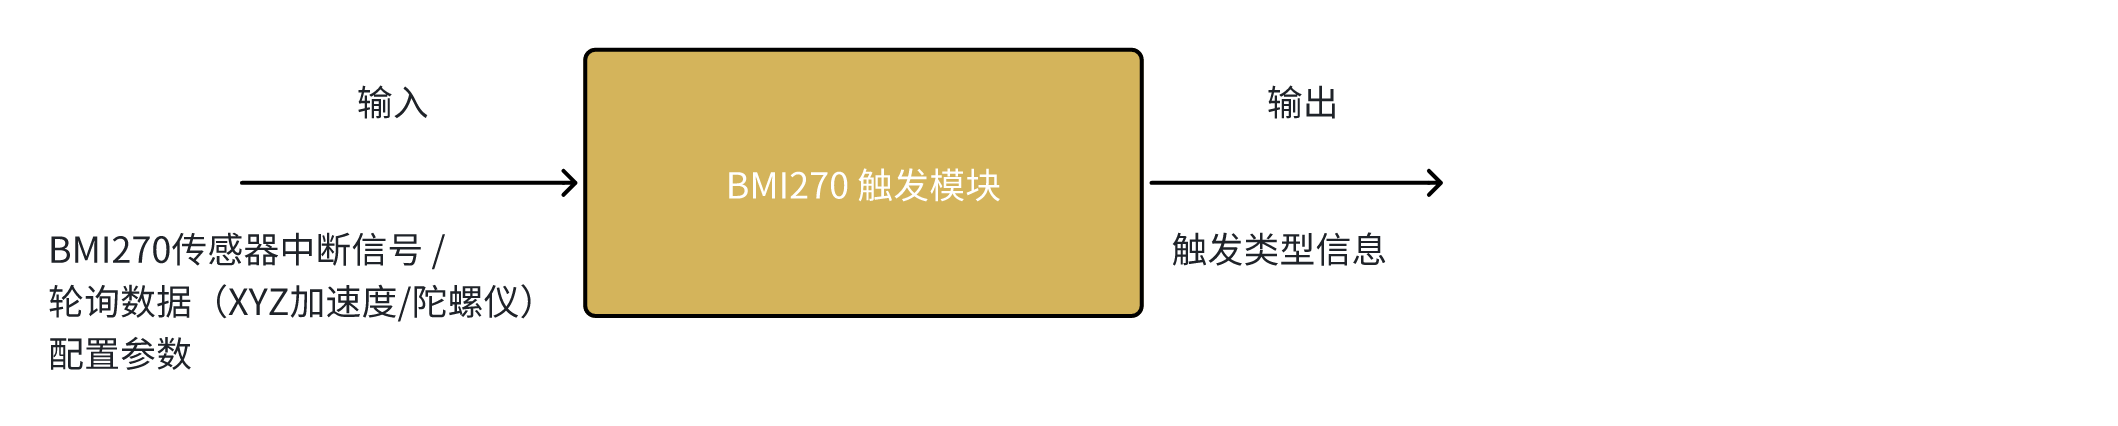 输入
输出
BMI270 触发模块
BMI270传感器中断信号 /
轮询数据（XYZ加速度/陀螺仪）
配置参数
触发类型信息